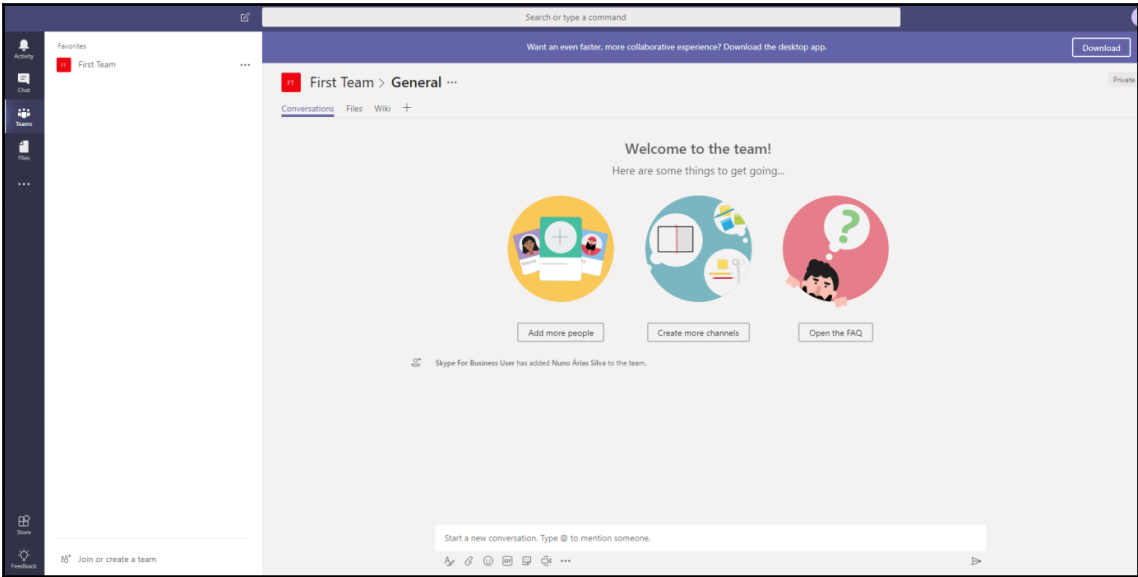 Search or type a command
Activity
Chat
Teams
Files
Store
Feedback
Favorites
FT First Team
Join or create a team
Want an even faster, more collaborative experience? Download the desktop app.
Download
FT First Team > General
Private
Conversations Files Wiki
Welcome to the team!
Here are some things to get going...
Add more people
Create more channels
Open the FAQ
Skype For Business User has added Nuno Árias Silva to the team.
Start a new conversation. Type @ to mention someone.
GIF